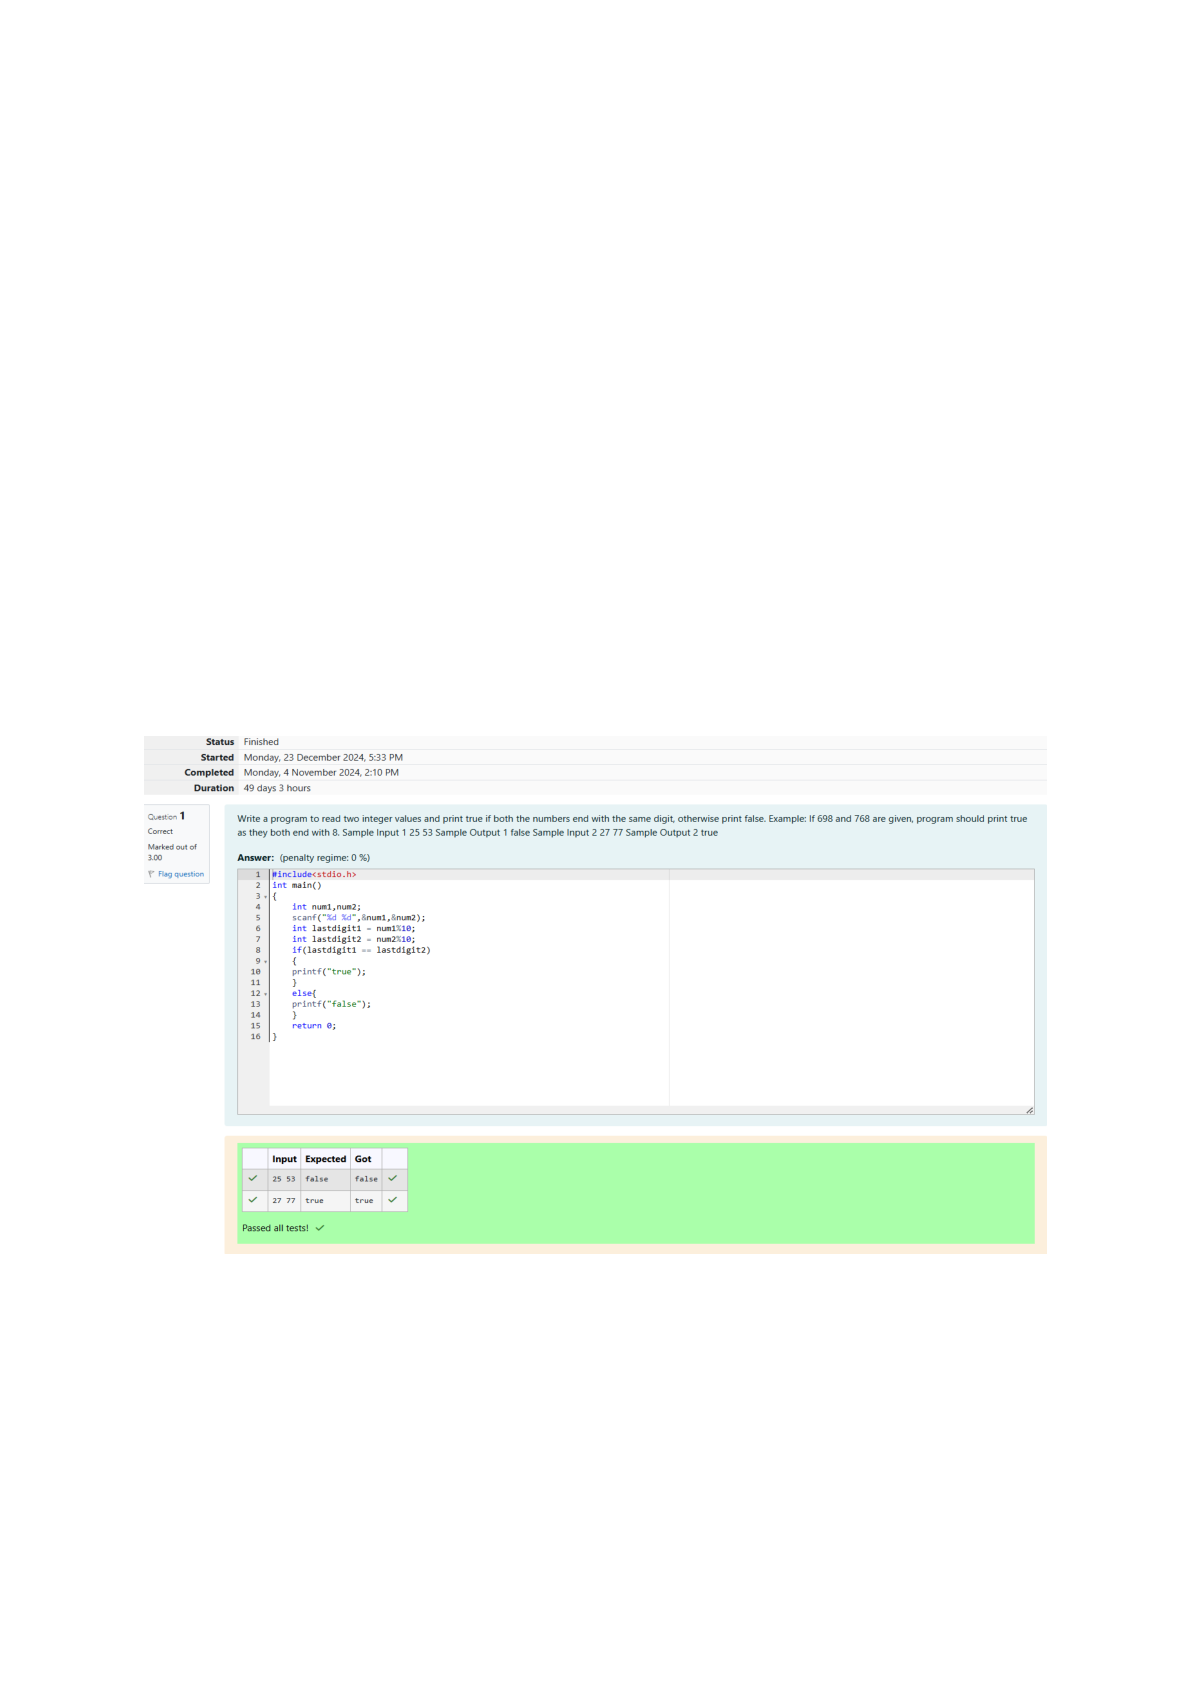 Status Finished
Started Monday, 23 December 2024, 5:33 PM
Completed Monday, 4 November 2024, 2:10 PM
Duration 49 days 3 hours
Question 1
Correct
Marked out of
3.00
Flag question
Write a program to read two integer values and print true if both the numbers end with the same digit, otherwise print false. Example: If 698 and 768 are given, program should print true
as they both end with 8. Sample Input 1 25 53 Sample Output 1 false Sample Input 2 27 77 Sample Output 2 true
Answer: (penalty regime: 0 %)
1 #include<stdio.h>
2 int main()
3 {
4 int num1,num2;
5 scanf("%d %d",&num1,&num2);
6 int lastdigit1 = num1%10;
7 int lastdigit2 = num2%10;
8 if(lastdigit1 == lastdigit2)
9 {
10 printf("true");
11 }
12 else{
13 printf("false");
14 }
15 return 0;
16 }
Input Expected Got
25 53 false false
27 77 true true
Passed all tests!